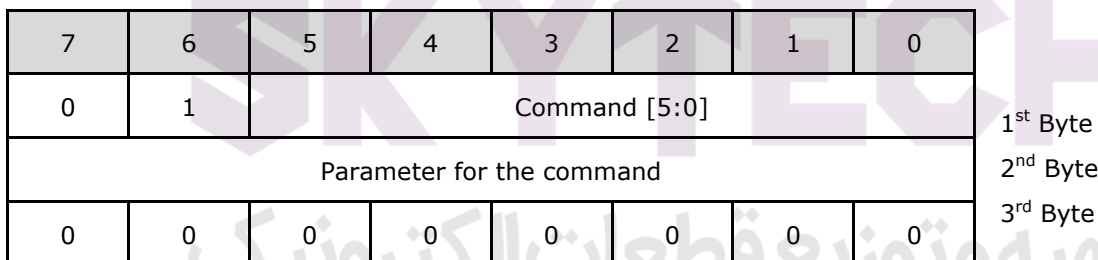 SKYTECH
7 6 5 4 3 2 1 0
0 1 Command [5:0]
1st Byte
Parameter for the command
2nd Byte
3rd Byte
0 0 0 0 0 0 0 0